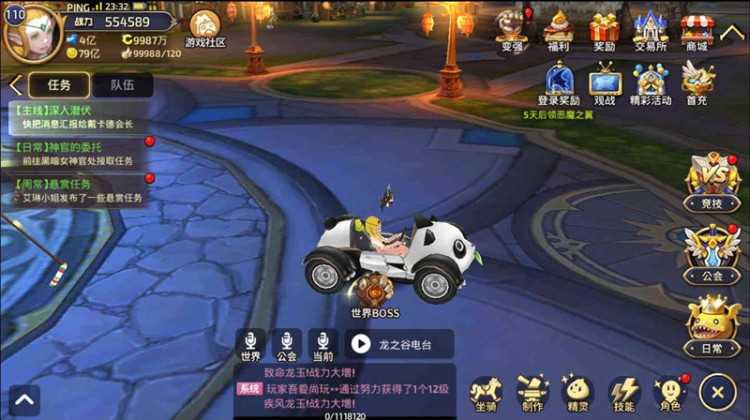 110
PING 23:32
战力 554589
4亿 9987万
79亿 99988/120
游戏社区
变强 福利 奖励 交易所 商城
登录奖励 观战 精彩活动 首充
5天后领恶魔之翼
任务 队伍
【主线】深入潜伏
快把消息汇报给戴卡德会长
【日常】神官的委托
前往黑暗女神官处接取任务
【周常】悬赏任务
艾琳小姐发布了一些悬赏任务
VS
竞技
公会
日常
世界BOSS
世界 公会 当前 龙之谷电台
致命龙玉!战力大增!
系统 玩家吾爱尚玩••通过努力获得了1个12级
疾风龙玉!战力大增!
0/1118120
坐骑 制作 精灵 技能 角色